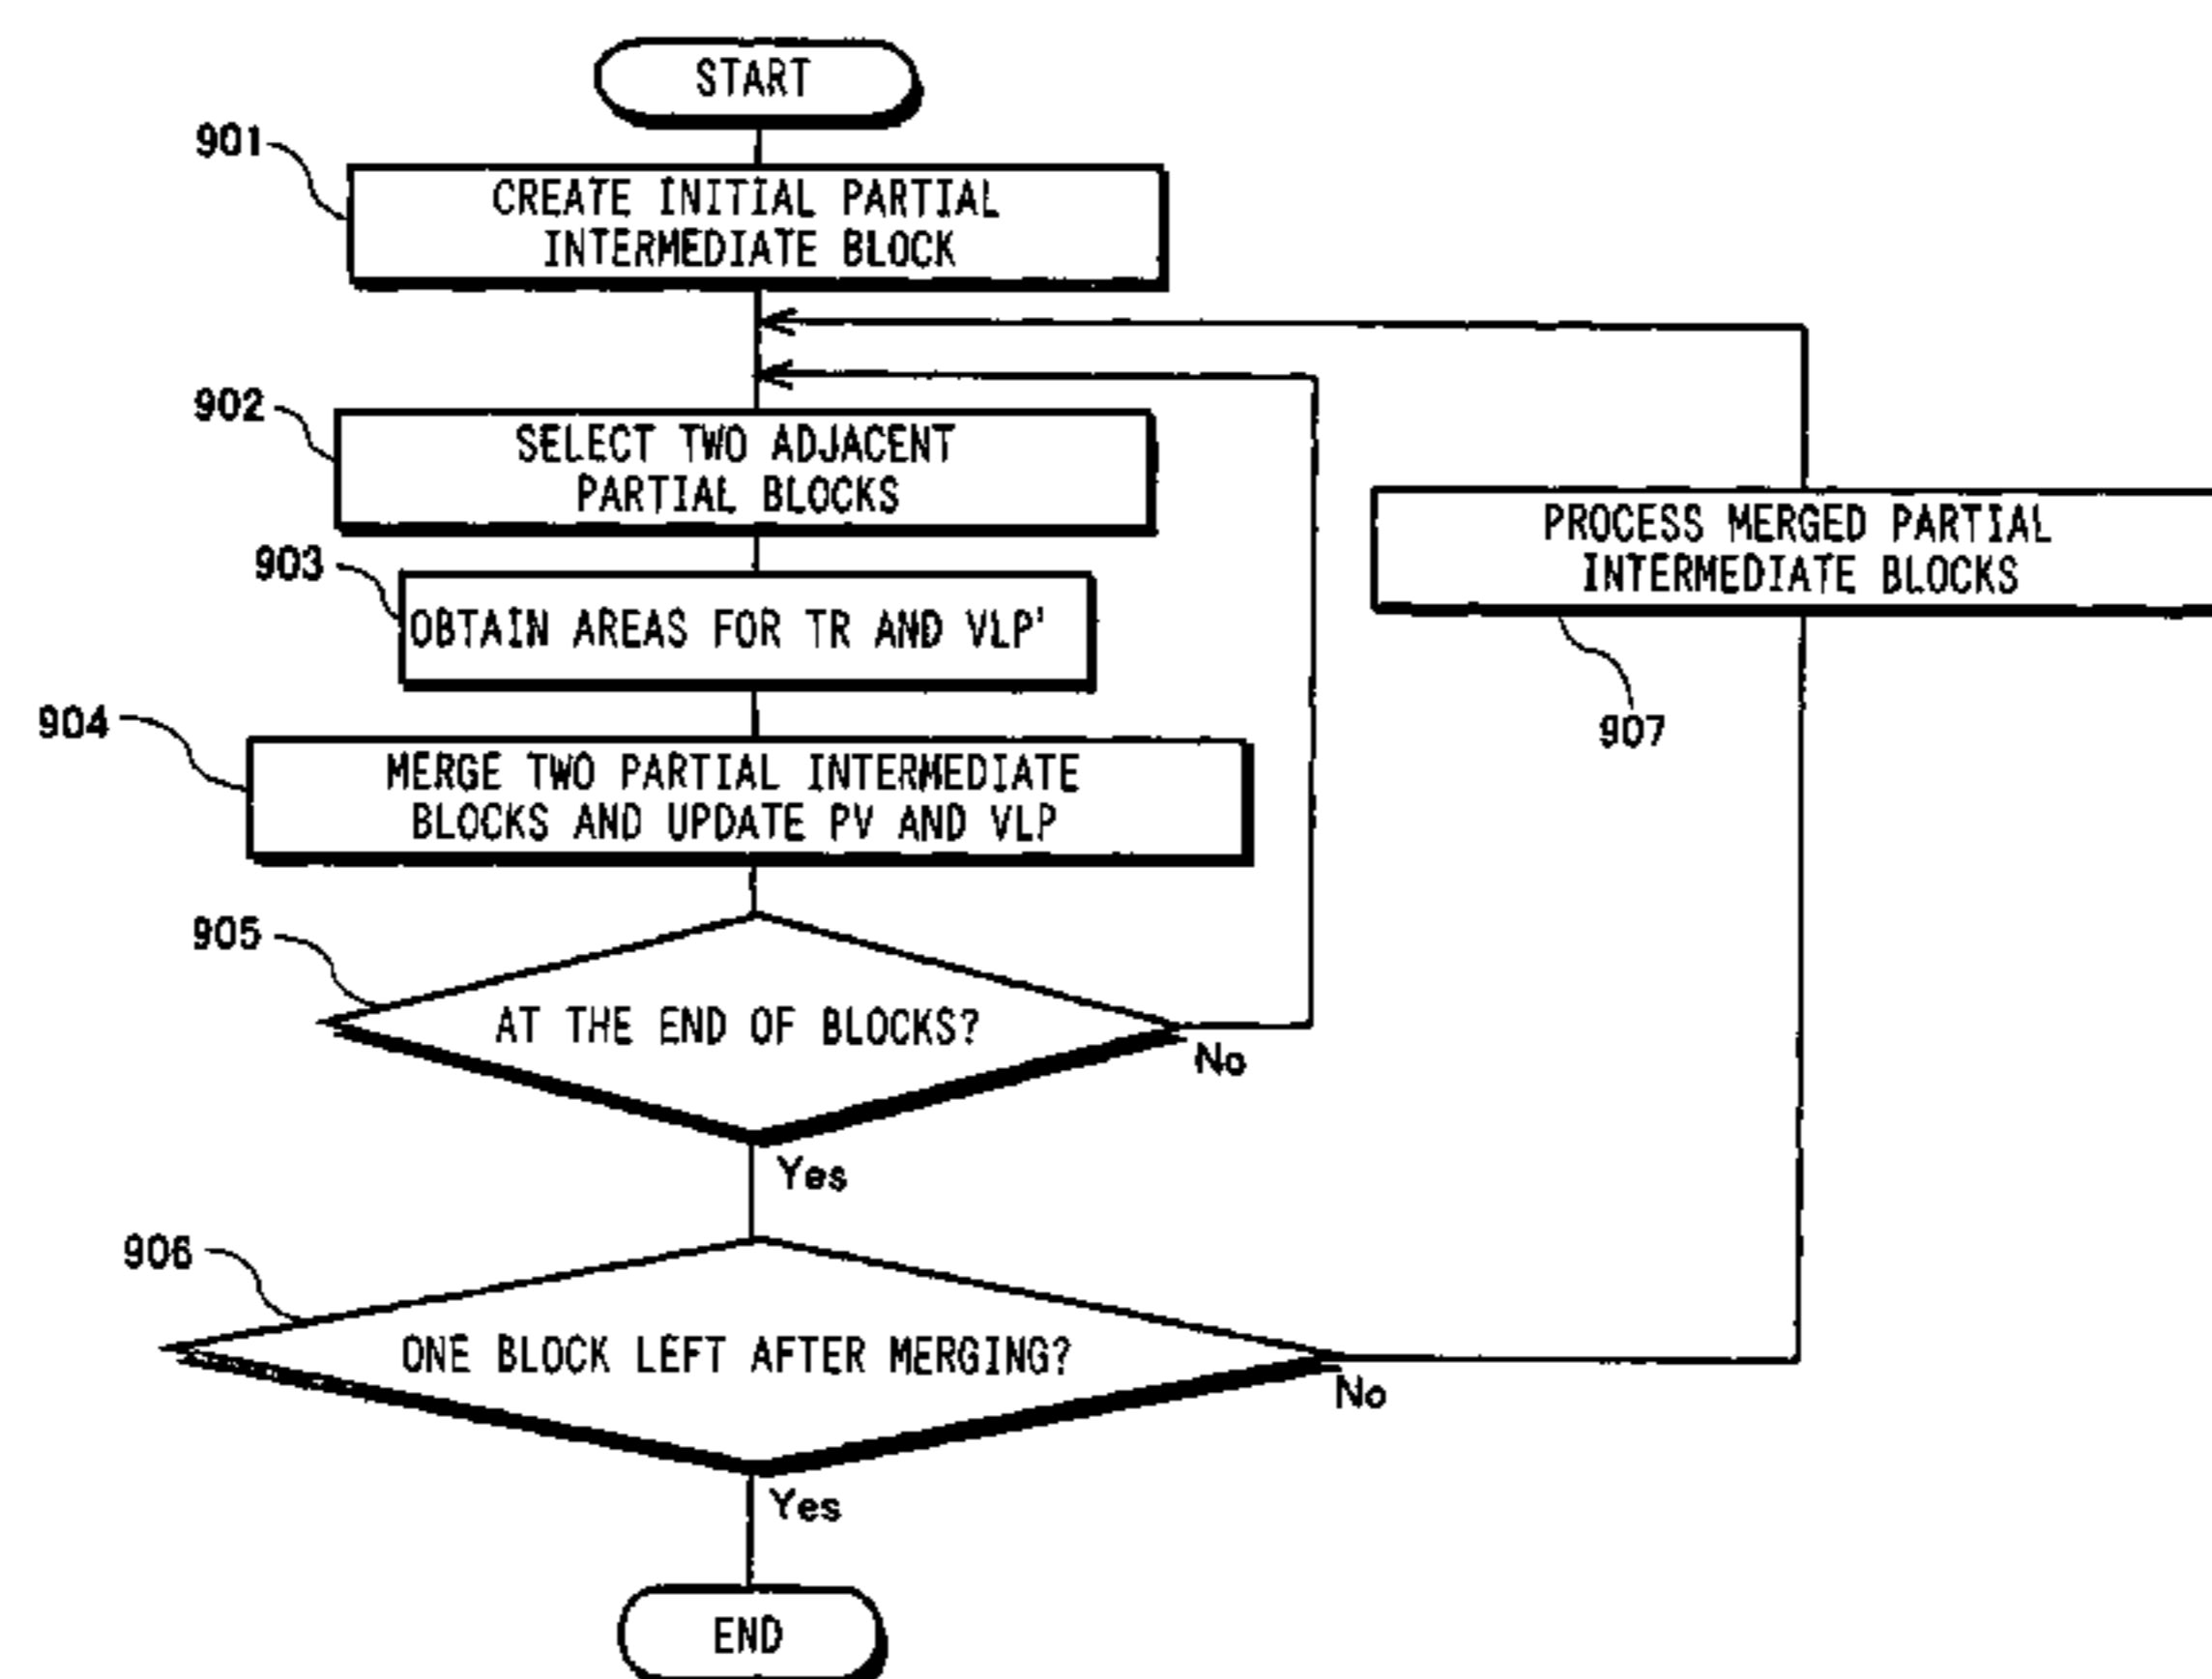 START
901
CREATE INITIAL PARTIAL
INTERMEDIATE BLOCK
902
SELECT TWO ADJACENT
PARTIAL BLOCKS
903
OBTAIN AREAS FOR TR AND VLP'
904
MERGE TWO PARTIAL INTERMEDIATE
BLOCKS AND UPDATE PV AND VLP
905
AT THE END OF BLOCKS?
No
Yes
906
ONE BLOCK LEFT AFTER MERGING?
No
Yes
END
PROCESS MERGED PARTIAL
INTERMEDIATE BLOCKS
907